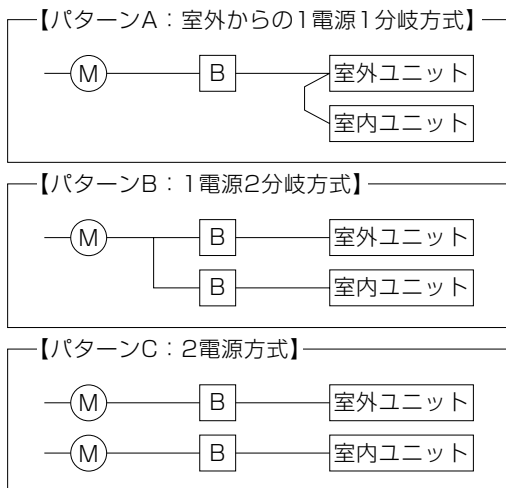 【パターンA：室外からの1電源1分岐方式】
M B 室外ユニット
室内ユニット
【パターンB：1電源2分岐方式】
M B 室外ユニット
B 室内ユニット
【パターンC：2電源方式】
M B 室外ユニット
M B 室内ユニット